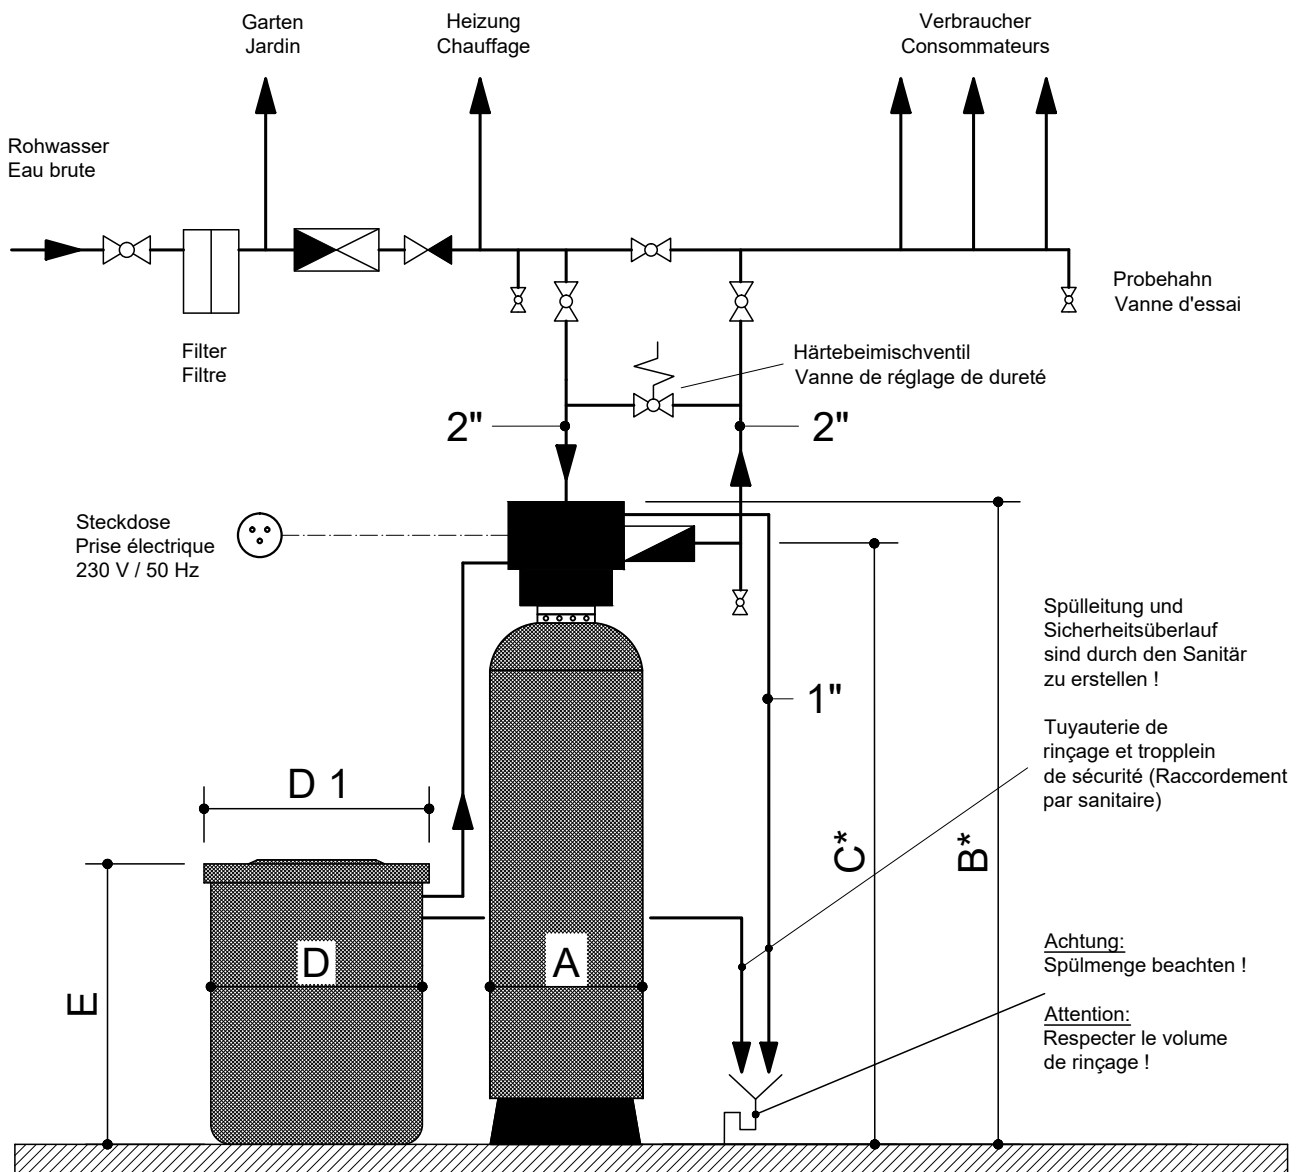 Garten
Jardin
Heizung
Chauffage
Verbraucher
Consommateurs
Rohwasser
Eau brute
Probehahn
Vanne d'essai
Filter
Filtre
Härtebeimischventil
Vanne de réglage de dureté
2"
2"
Steckdose
Prise électrique
230 V / 50 Hz
Spülleitung und
Sicherheitsüberlauf
sind durch den Sanitär
zu erstellen !
1"
Tuyauterie de
rinçage et tropplein
de sécurité (Raccordement
par sanitaire)
D 1
C*
B*
Achtung:
Spülmenge beachten !
D
A
E
Attention:
Respecter le volume
de rinçage !